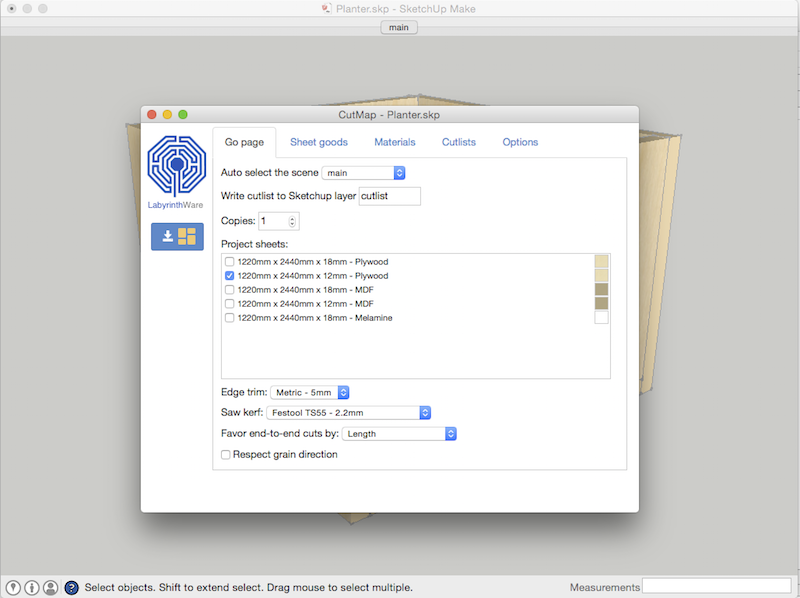 Planter.skp - SketchUp Make
main
CutMap - Planter.skp
LabyrinthWare
Go page
Sheet goods
Materials
Cutlists
Options
Auto select the scene main
Write cutlist to Sketchup layer cutlist
Copies: 1
Project sheets:
1220mm x 2440mm x 18mm - Plywood
1220mm x 2440mm x 12mm - Plywood
1220mm x 2440mm x 18mm - MDF
1220mm x 2440mm x 12mm - MDF
1220mm x 2440mm x 18mm - Melamine
Edge trim: Metric - 5mm
Saw kerf: Festool TS55 - 2.2mm
Favor end-to-end cuts by: Length
Respect grain direction
? Select objects. Shift to extend select. Drag mouse to select multiple.
Measurements